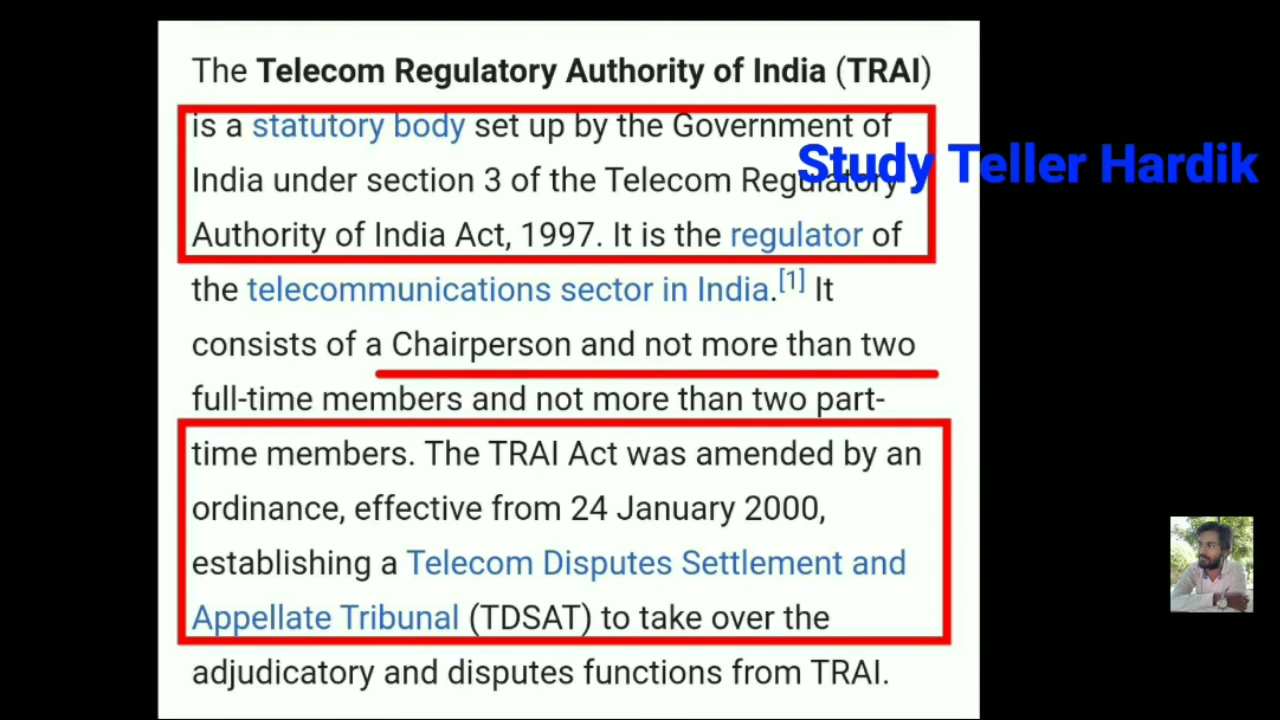 The Telecom Regulatory Authority of India (TRAI)
is a statutory body set up by the Government of
India under section 3 of the Telecom Regulatory
Study Teller Hardik
Authority of India Act, 1997. It is the regulator of
the telecommunications sector in India.[1] It
consists of a Chairperson and not more than two
full-time members and not more than two part-
time members. The TRAI Act was amended by an
ordinance, effective from 24 January 2000,
establishing a Telecom Disputes Settlement and
Appellate Tribunal (TDSAT) to take over the
adjudicatory and disputes functions from TRAI.